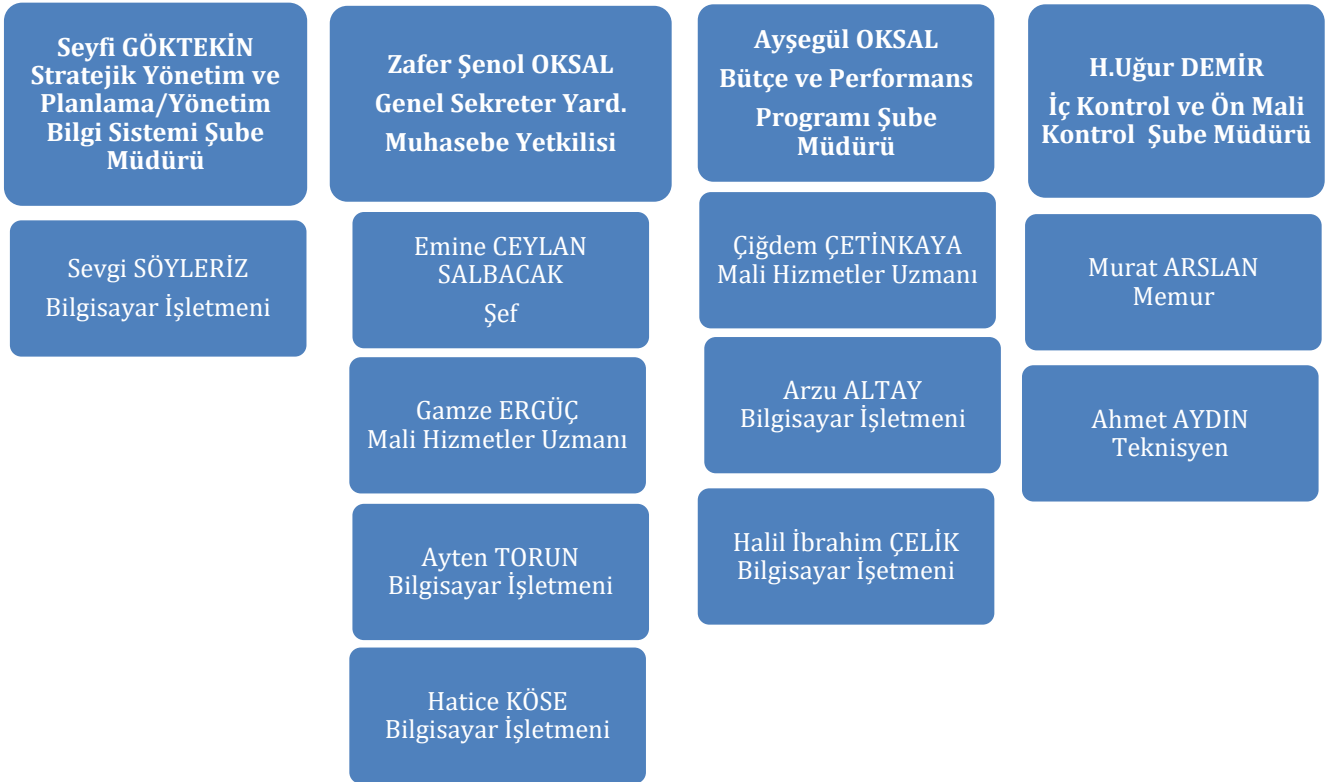 Seyfi GÖKTEKİN
Stratejik Yönetim ve
Planlama/Yönetim
Bilgi Sistemi Şube
Müdürü
Sevgi SÖYLERİZ
Bilgisayar İşletmeni
Zafer Şenol OKSAL
Genel Sekreter Yard.
Muhasebe Yetkilisi
Emine CEYLAN
SALBACAK
Şef
Gamze ERGÜÇ
Mali Hizmetler Uzmanı
Ayten TORUN
Bilgisayar İşletmeni
Hatice KÖSE
Bilgisayar İşletmeni
Ayşegül OKSAL
Bütçe ve Performans
Programı Şube
Müdürü
Çiğdem ÇETİNKAYA
Mali Hizmetler Uzmanı
Arzu ALTAY
Bilgisayar İşletmeni
Halil İbrahim ÇELİK
Bilgisayar İşetmeni
H.Uğur DEMİR
İç Kontrol ve Ön Mali
Kontrol Şube Müdürü
Murat ARSLAN
Memur
Ahmet AYDIN
Teknisyen